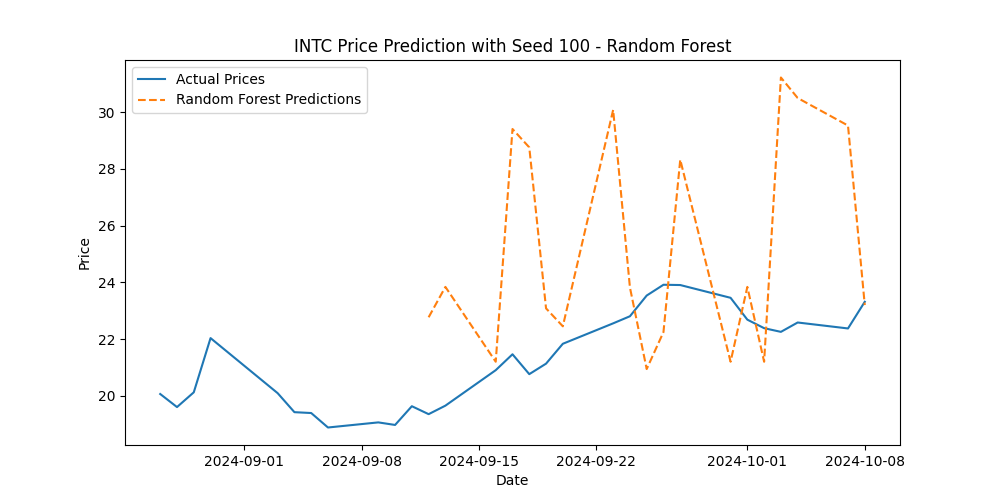 INTC Price Prediction with Seed 100 - Random Forest
Actual Prices
Random Forest Predictions
30
28
26
24
22
20
Price
2024-09-01
2024-09-08
2024-09-15
2024-09-22
2024-10-01
2024-10-08
Date